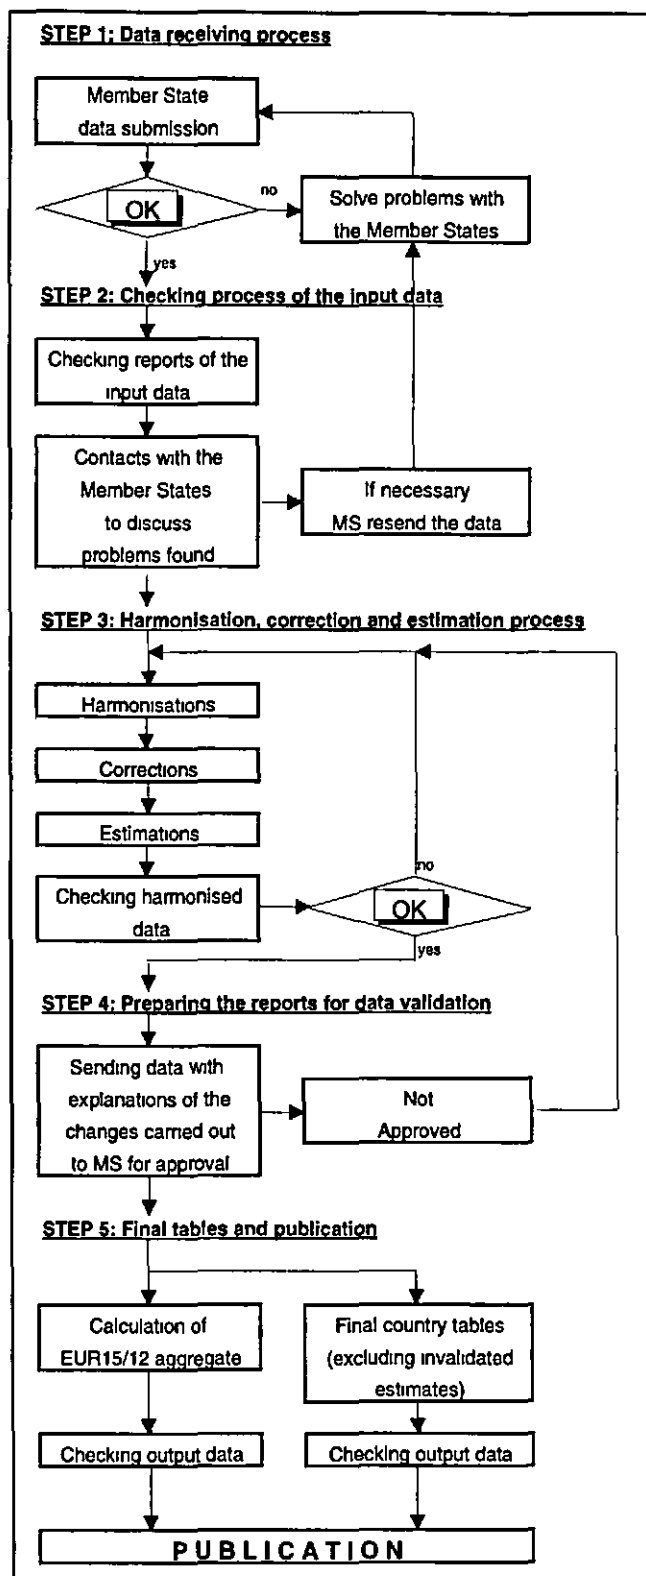 STEP 1: Data receiving process
Member State
data submission
OK
no
yes
Solve problems with
the Member States
STEP 2: Checking process of the input data
Checking reports of the
input data
Contacts with the
Member States
to discuss
problems found
If necessary
MS resend the data
STEP 3: Harmonisation, correction and estimation process
Harmonisations
Corrections
Estimations
Checking harmonised
data
no
OK
yes
STEP 4: Preparing the reports for data validation
Sending data with
explanations of the
changes carried out
to MS for approval
Not
Approved
STEP 5: Final tables and publication
Calculation of
EUR15/12 aggregate
Final country tables
(excluding invalidated
estimates)
Checking output data
Checking output data
PUBLICATION